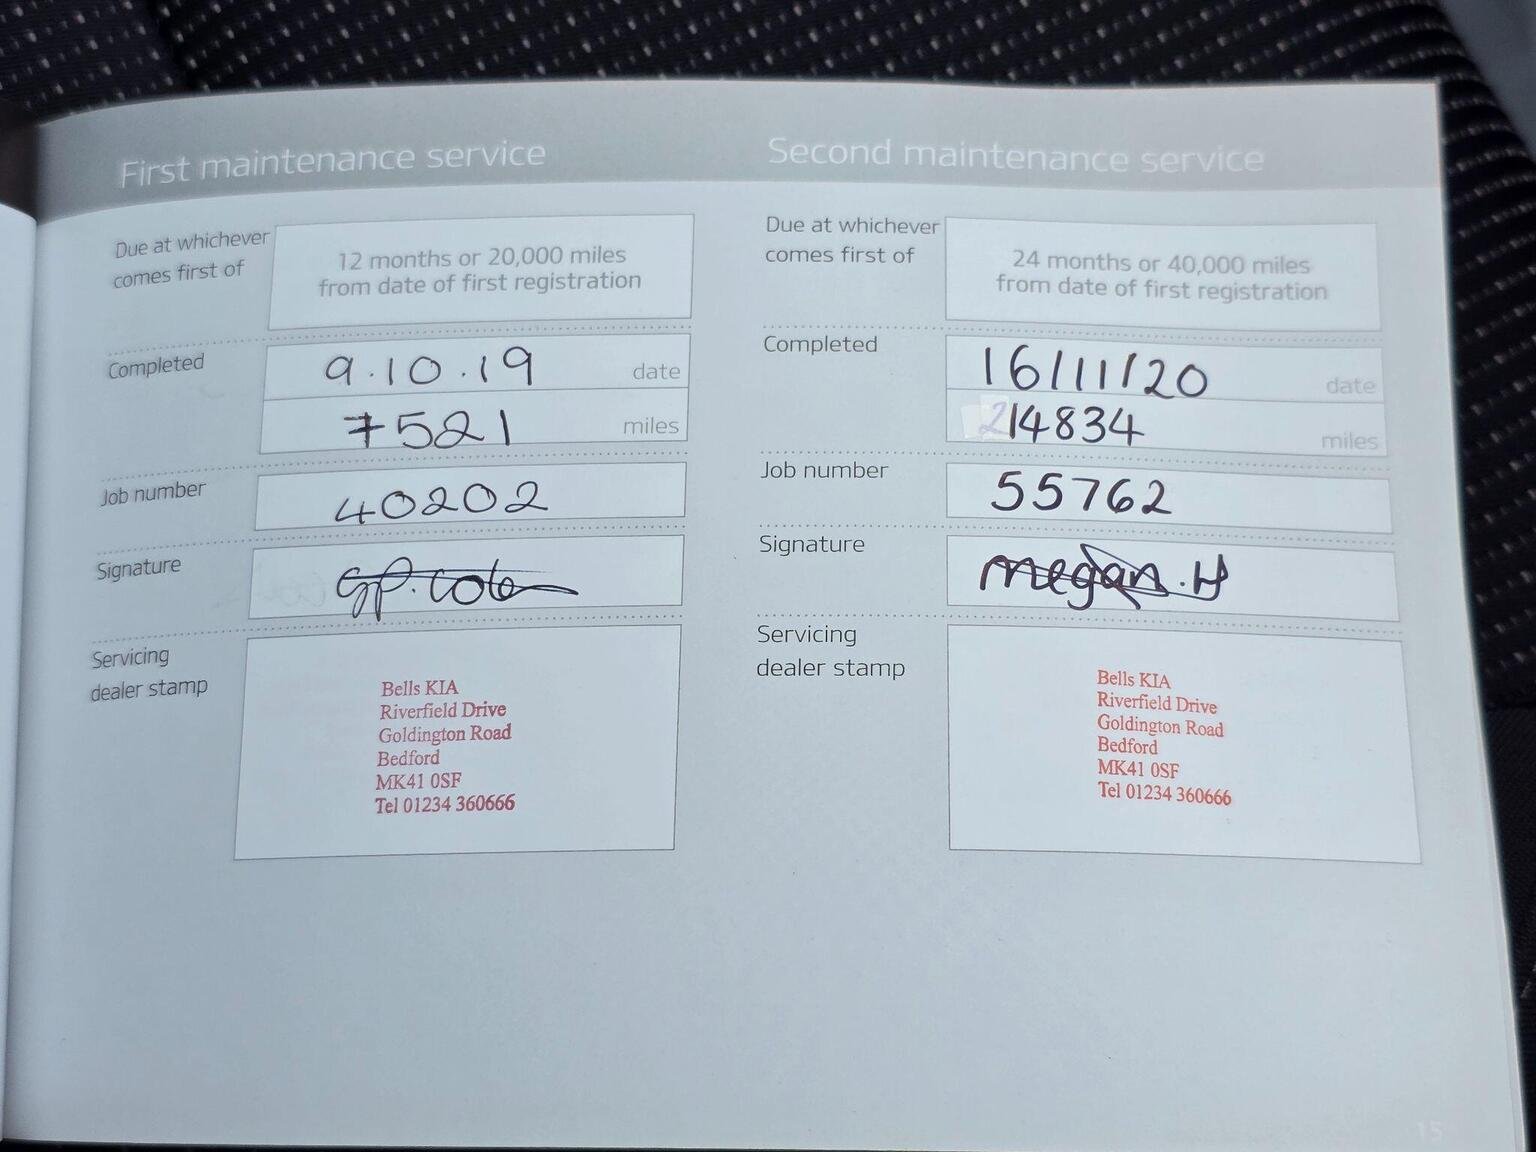 First maintenance service
Due at whichever
comes first of
12 months or 20,000 miles
from date of first registration
Completed
9.10.19 date
7521 miles
Job number
40202
Signature
Servicing
dealer stamp
Bells KIA
Riverfield Drive
Goldington Road
Bedford
MK41 0SF
Tel 01234 360666
Second maintenance service
Due at whichever
comes first of
24 months or 40,000 miles
from date of first registration
Completed
16/11/20 date
214834 miles
Job number
55762
Signature
megan.H
Servicing
dealer stamp
Bells KIA
Riverfield Drive
Goldington Road
Bedford
MK41 0SF
Tel 01234 360666
15